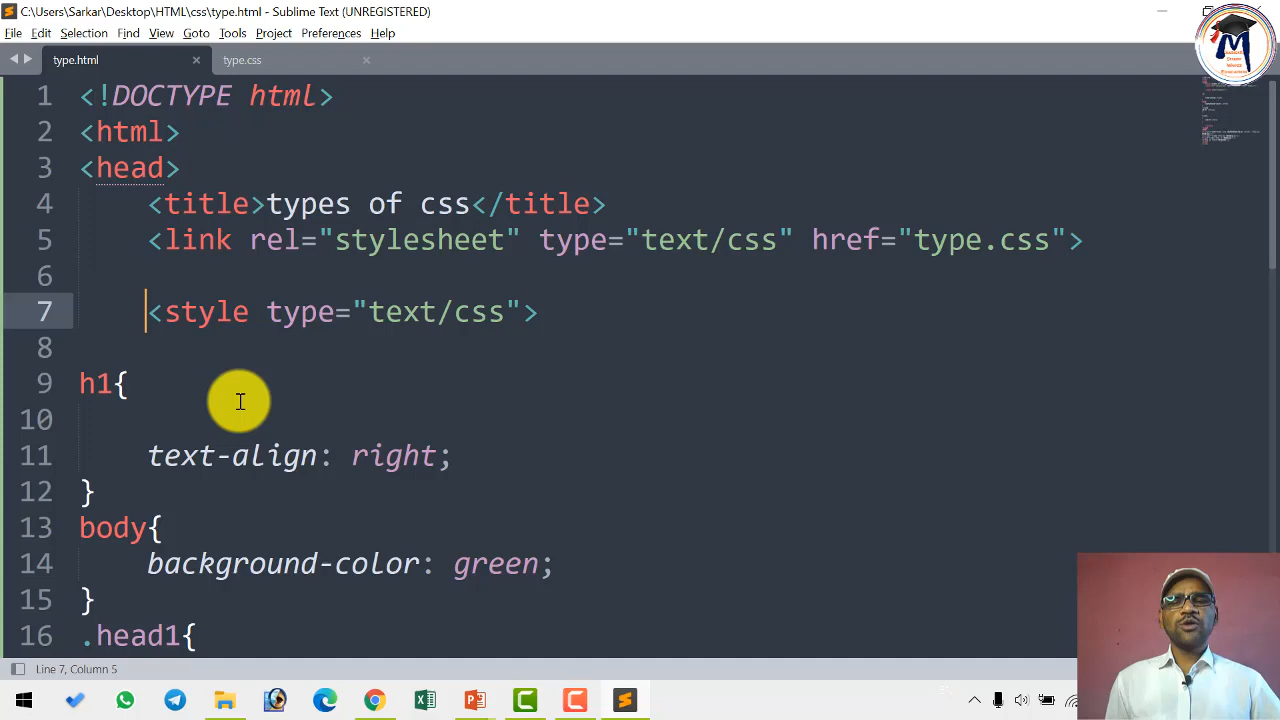 C:\Users\Sarkar\Desktop\HTML\css\type.html - Sublime Text (UNREGISTERED)
File Edit Selection Find View Goto Tools Project Preferences Help
type.html × type.css ×
1 <!DOCTYPE html>
2 <html>
3 <head>
4 <title>types of css</title>
5 <link rel="stylesheet" type="text/css" href="type.css">
6
7 <style type="text/css">
8
9 h1{
10
11 text-align: right;
12 }
13 body{
14 background-color: green;
15 }
16 .head1{
Line 7, Column 5